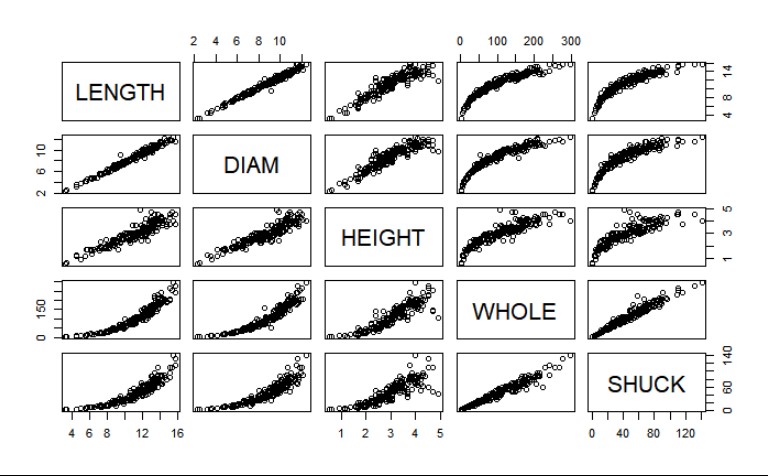 2 4 6 8 10
0 100 200 300
LENGTH
4 8 14
2 6 10
DIAM
HEIGHT
1 3 5
0 150
WHOLE
SHUCK
0 60 140
4 6 8 12 16
1 2 3 4 5
0 40 80 120